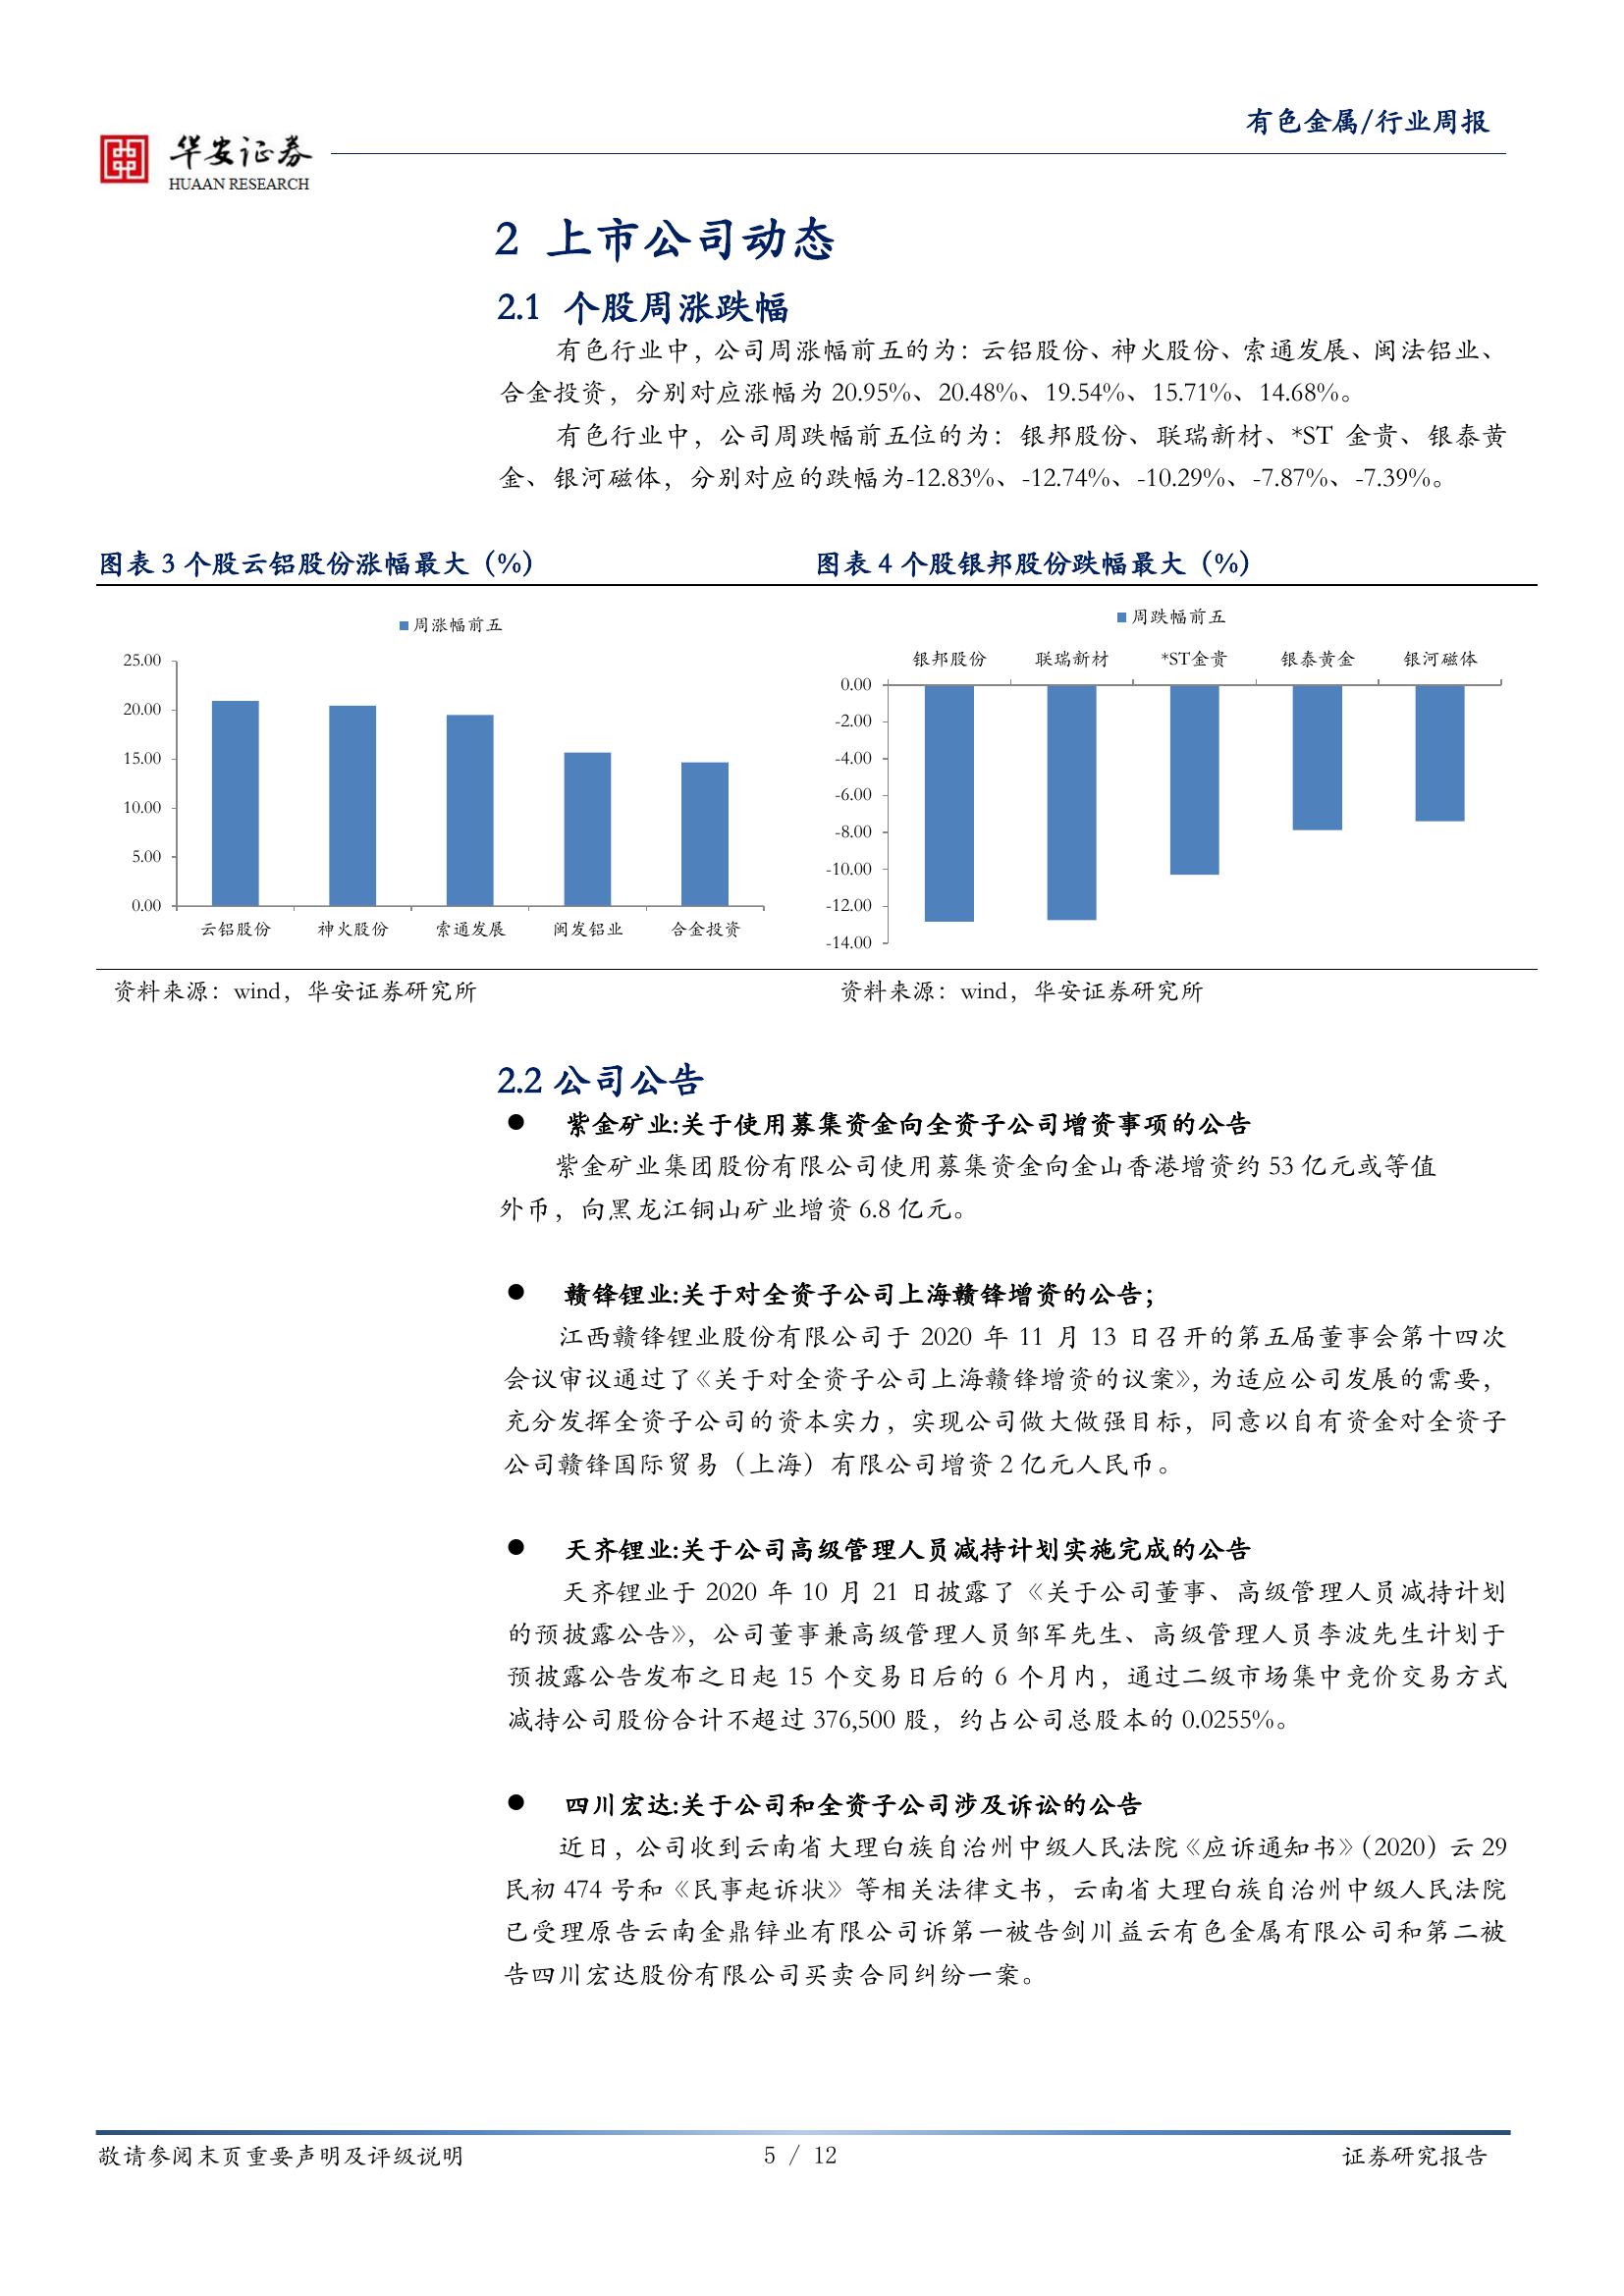 有色金属/行业周报
华安证券
HUAAN RESEARCH
2 上市公司动态
2.1 个股周涨跌幅
有色行业中，公司周涨幅前五的为：云铝股份、神火股份、索通发展、闽法铝业、
合金投资，分别对应涨幅为 20.95%、20.48%、19.54%、15.71%、14.68%。
有色行业中，公司周跌幅前五位的为：银邦股份、联瑞新材、*ST 金贵、银泰黄
金、银河磁体，分别对应的跌幅为-12.83%、-12.74%、-10.29%、-7.87%、-7.39%。
图表 3 个股云铝股份涨幅最大（%）
周涨幅前五
25.00
20.00
15.00
10.00
5.00
0.00
云铝股份 神火股份 索通发展 闽发铝业 合金投资
资料来源：wind，华安证券研究所
图表 4 个股银邦股份跌幅最大（%）
周跌幅前五
银邦股份 联瑞新材 *ST金贵 银泰黄金 银河磁体
0.00
-2.00
-4.00
-6.00
-8.00
-10.00
-12.00
-14.00
资料来源：wind，华安证券研究所
2.2 公司公告
● 紫金矿业:关于使用募集资金向全资子公司增资事项的公告
紫金矿业集团股份有限公司使用募集资金向金山香港增资约 53 亿元或等值
外币，向黑龙江铜山矿业增资 6.8 亿元。
● 赣锋锂业:关于对全资子公司上海赣锋增资的公告；
江西赣锋锂业股份有限公司于 2020 年 11 月 13 日召开的第五届董事会第十四次
会议审议通过了《关于对全资子公司上海赣锋增资的议案》，为适应公司发展的需要，
充分发挥全资子公司的资本实力，实现公司做大做强目标，同意以自有资金对全资子
公司赣锋国际贸易（上海）有限公司增资 2 亿元人民币。
● 天齐锂业:关于公司高级管理人员减持计划实施完成的公告
天齐锂业于 2020 年 10 月 21 日披露了《关于公司董事、高级管理人员减持计划
的预披露公告》，公司董事兼高级管理人员邹军先生、高级管理人员李波先生计划于
预披露公告发布之日起 15 个交易日后的 6 个月内，通过二级市场集中竞价交易方式
减持公司股份合计不超过 376,500 股，约占公司总股本的 0.0255%。
● 四川宏达:关于公司和全资子公司涉及诉讼的公告
近日，公司收到云南省大理白族自治州中级人民法院《应诉通知书》（2020）云 29
民初 474 号和《民事起诉状》等相关法律文书，云南省大理白族自治州中级人民法院
已受理原告云南金鼎锌业有限公司诉第一被告剑川益云有色金属有限公司和第二被
告四川宏达股份有限公司买卖合同纠纷一案。
敬请参阅末页重要声明及评级说明
5 / 12
证券研究报告